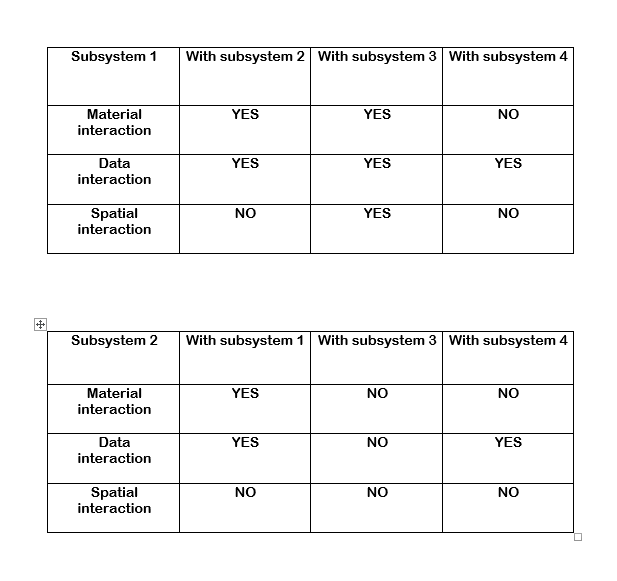 Subsystem 1 With subsystem 2 With subsystem 3 With subsystem 4
Material
interaction YES YES NO
Data
interaction YES YES YES
Spatial
interaction NO YES NO
Subsystem 2 With subsystem 1 With subsystem 3 With subsystem 4
Material
interaction YES NO NO
Data
interaction YES NO YES
Spatial
interaction NO NO NO